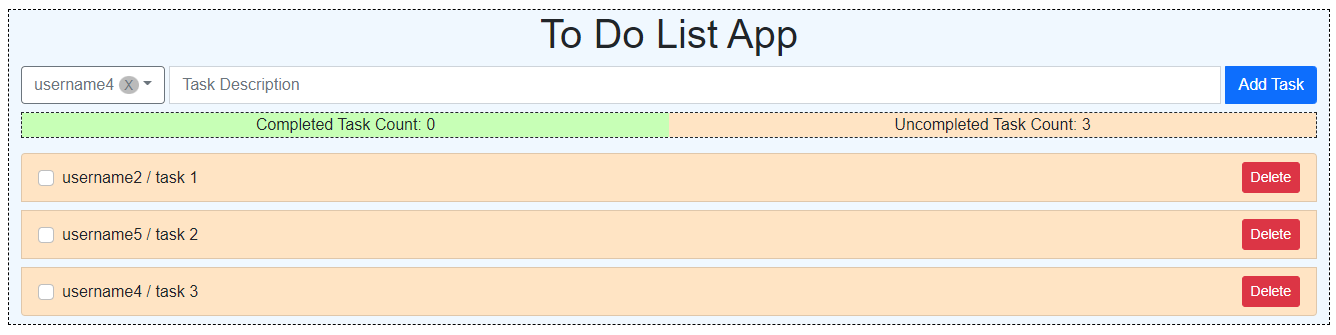 To Do List App
username4 X Task Description Add Task
Completed Task Count: 0 Uncompleted Task Count: 3
username2 / task 1 Delete
username5 / task 2 Delete
username4 / task 3 Delete